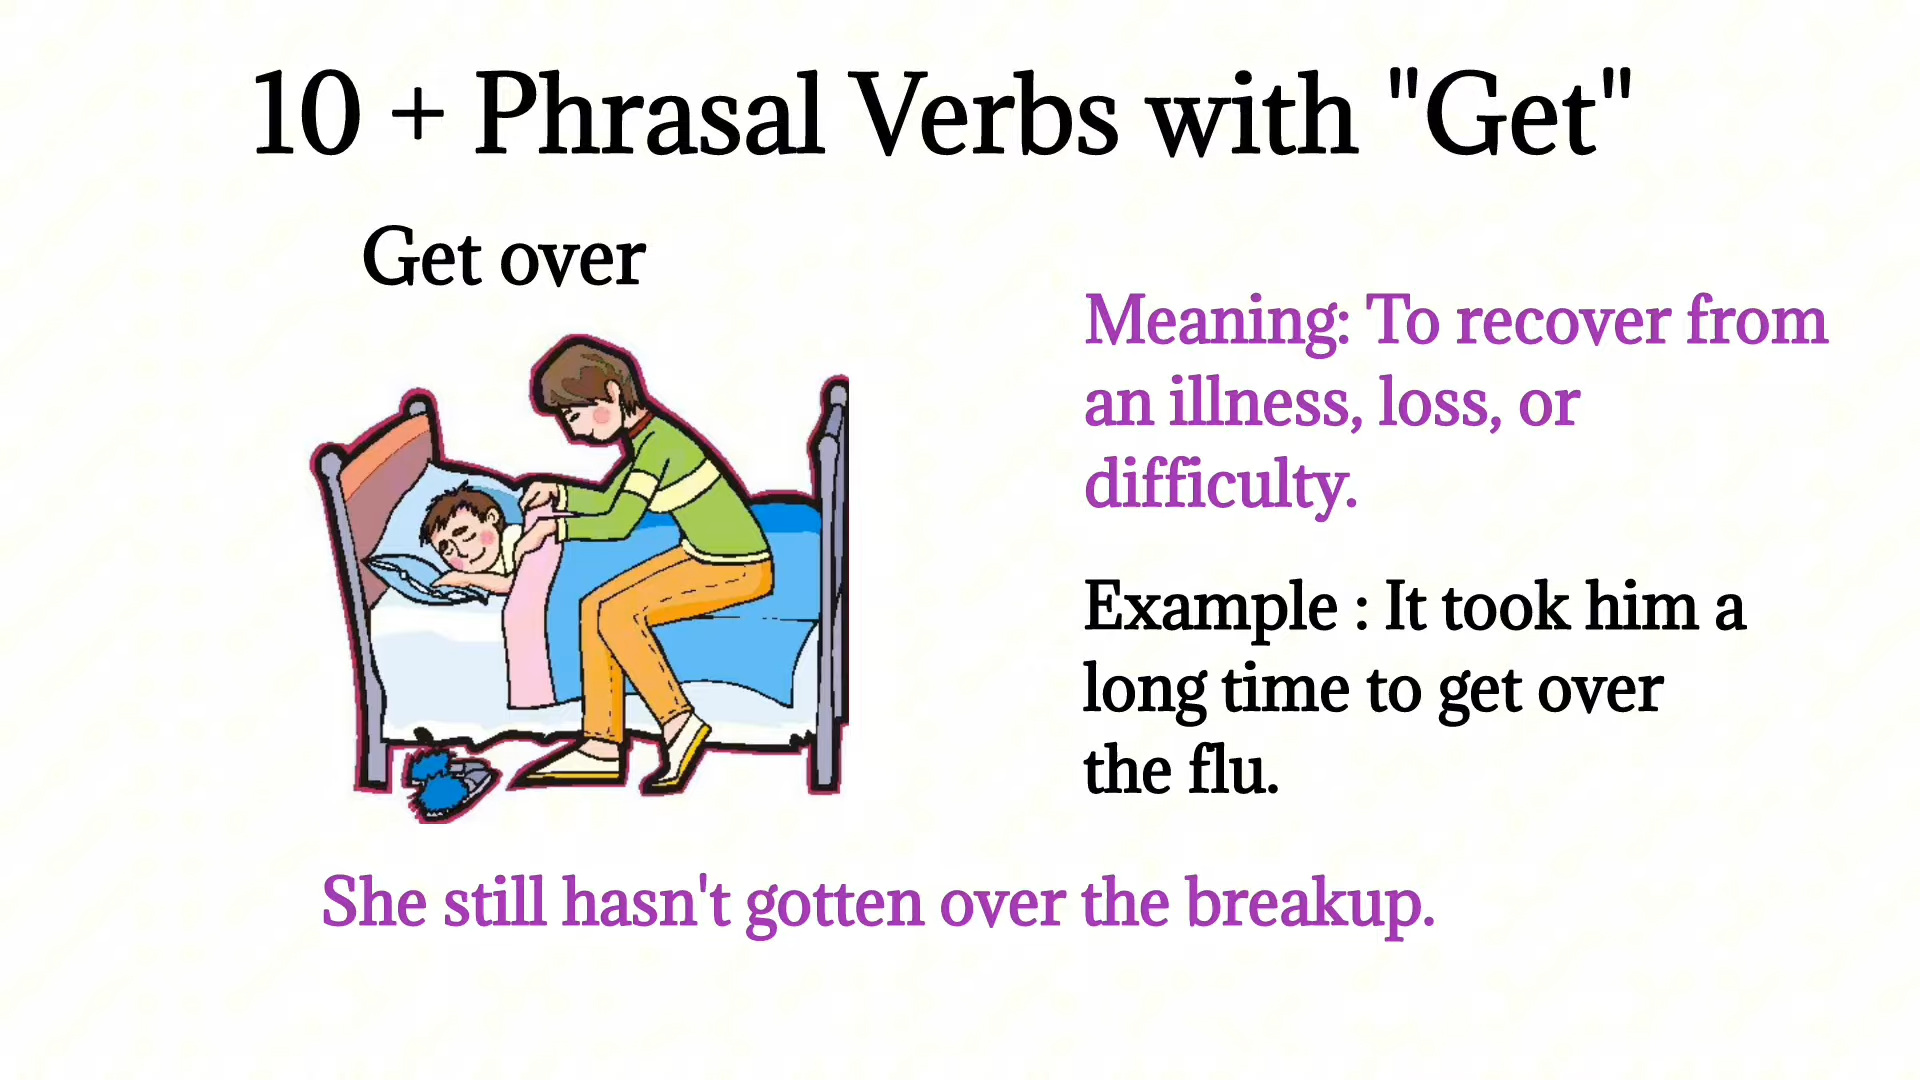 10 + Phrasal Verbs with "Get"
Get over
Meaning: To recover from
an illness, loss, or
difficulty.
Example : It took him a
long time to get over
the flu.
She still hasn't gotten over the breakup.